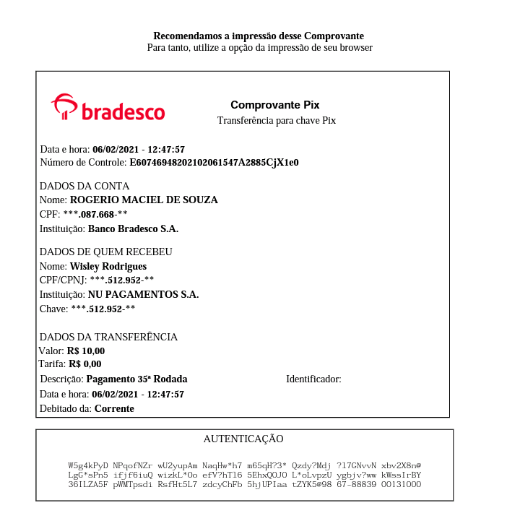 Recomendamos a impressão desse Comprovante
Para tanto, utilize a opção da impressão de seu browser
bradesco
Comprovante Pix
Transferência para chave Pix
Data e hora: 06/02/2021 - 12:47:57
Número de Controle: E60746948202102061547A2885CjX1e0
DADOS DA CONTA
Nome: ROGERIO MACIEL DE SOUZA
CPF: ***.087.668-**
Instituição: Banco Bradesco S.A.
DADOS DE QUEM RECEBEU
Nome: Wisley Rodrigues
CPF/CPNJ: ***.512.952-**
Instituição: NU PAGAMENTOS S.A.
Chave: ***.512.952-**
DADOS DA TRANSFERÊNCIA
Valor: R$ 10,00
Tarifa: R$ 0,00
Descrição: Pagamento 35ª Rodada Identificador:
Data e hora: 06/02/2021 - 12:47:57
Debitado da: Corrente
AUTENTICAÇÃO
W5g4kPyD NPqofNZr wU2yupAm NaqHw*h7 m65qH?3* Qzdy?Mdj ?17GNvvN xbv2X8n@
LgG*sPn5 ifjf6iuQ wizkL*0o efV?hTl6 5EhxQOJO L*oLvpzU ygbjv?ww kWssIrBY
36ILZA5F pWNTpsdi RsfHt5L7 zdcyChFb 5hjUPIaa tZYK5@98 67-88839 00131000